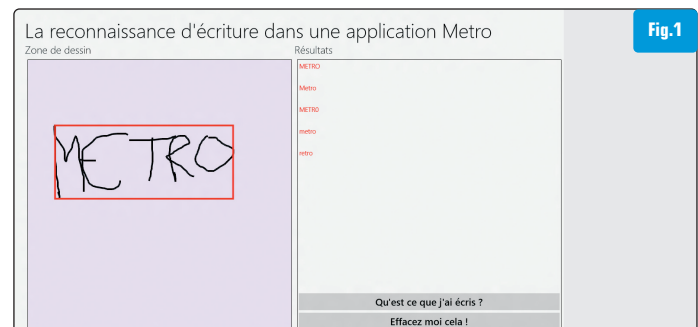 La reconnaissance d'écriture dans une application Metro
Fig.1
Zone de dessin
Résultats
METRO
METRO
Metro
METR0
metro
retro
Qu'est ce que j'ai écris ?
Effacez moi cela !